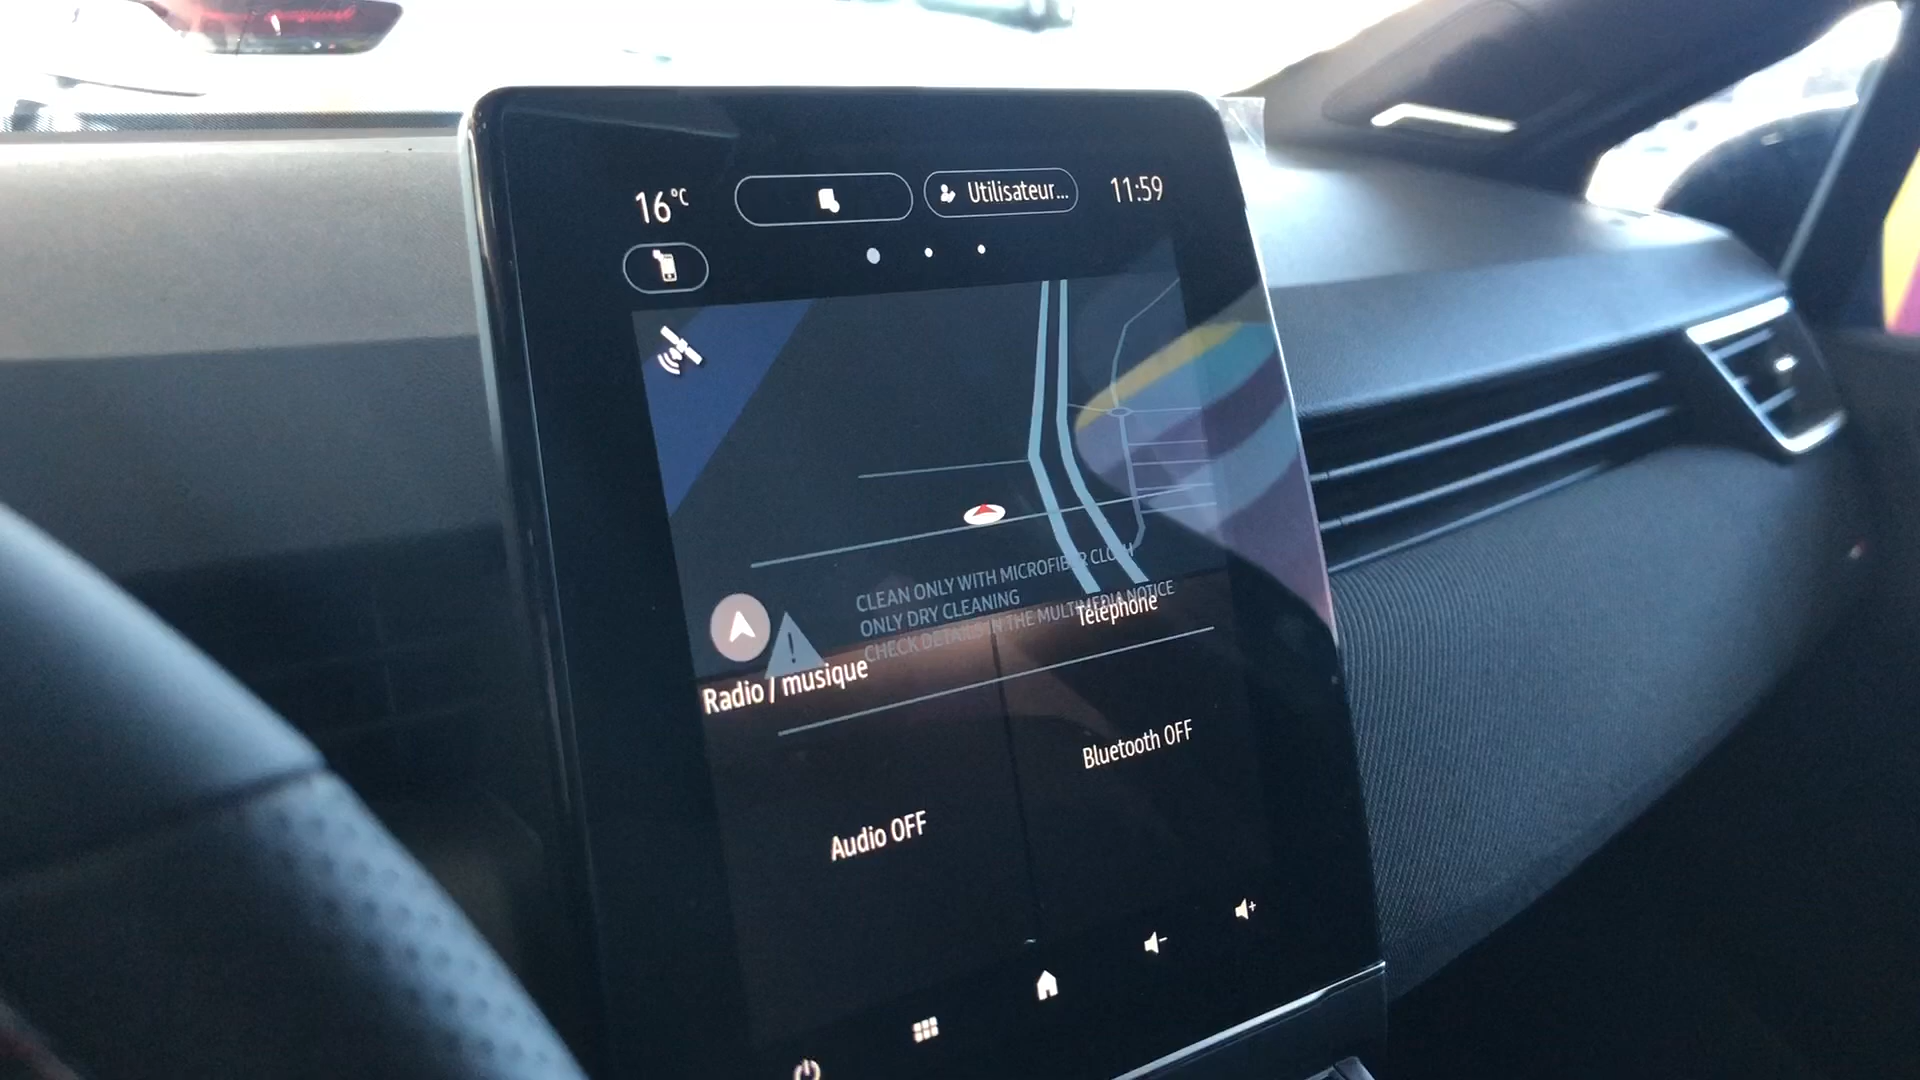 16°C
Utilisateur...
11:59
CLEAN ONLY WITH MICROFIBER CLOTH
ONLY DRY CLEANING
CHECK DETAILS IN THE MULTIMEDIA NOTICE
Téléphone
Radio / musique
Bluetooth OFF
Audio OFF